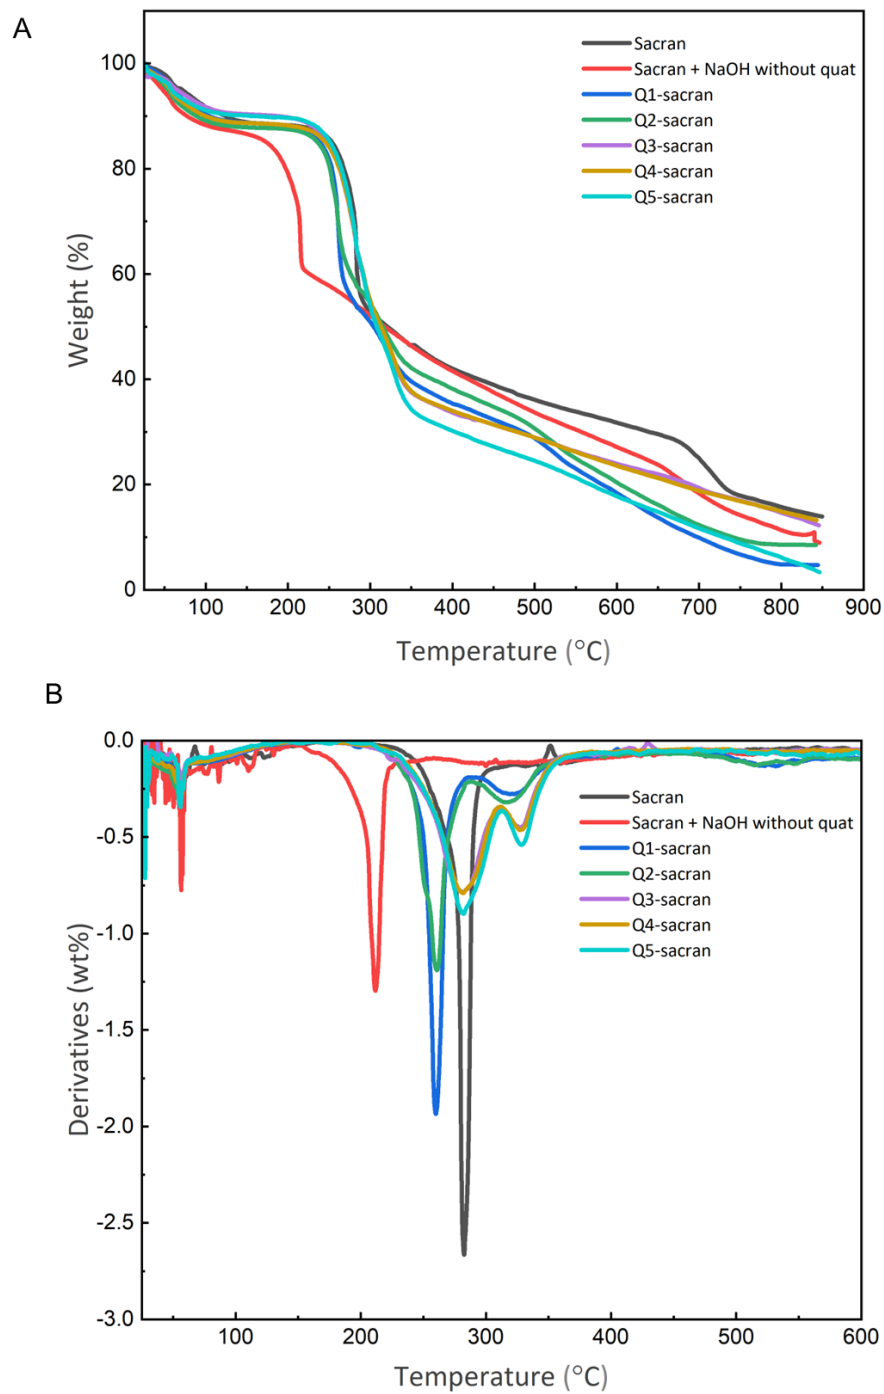 A
Sacran
Sacran + NaOH without quat
Q1-sacran
Q2-sacran
Q3-sacran
Q4-sacran
Q5-sacran
100
80
60
40
20
0
Weight (%)
100 200 300 400 500 600 700 800 900
Temperature (°C)
B
0.0
-0.5
-1.0
-1.5
-2.0
-2.5
-3.0
Derivatives (wt%)
Sacran
Sacran + NaOH without quat
Q1-sacran
Q2-sacran
Q3-sacran
Q4-sacran
Q5-sacran
100 200 300 400 500 600
Temperature (°C)